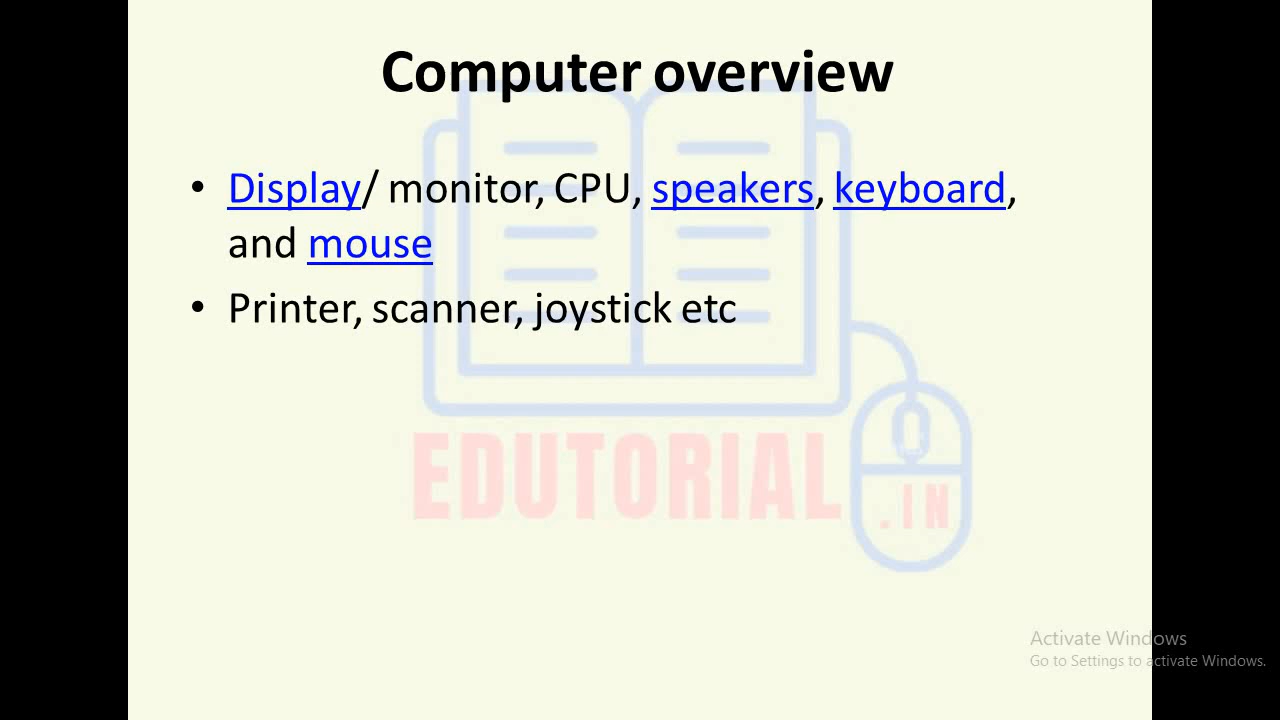 Computer overview
• Display/ monitor, CPU, speakers, keyboard,
and mouse
• Printer, scanner, joystick etc
EDUTORIAL
.IN
Activate Windows
Go to Settings to activate Windows.